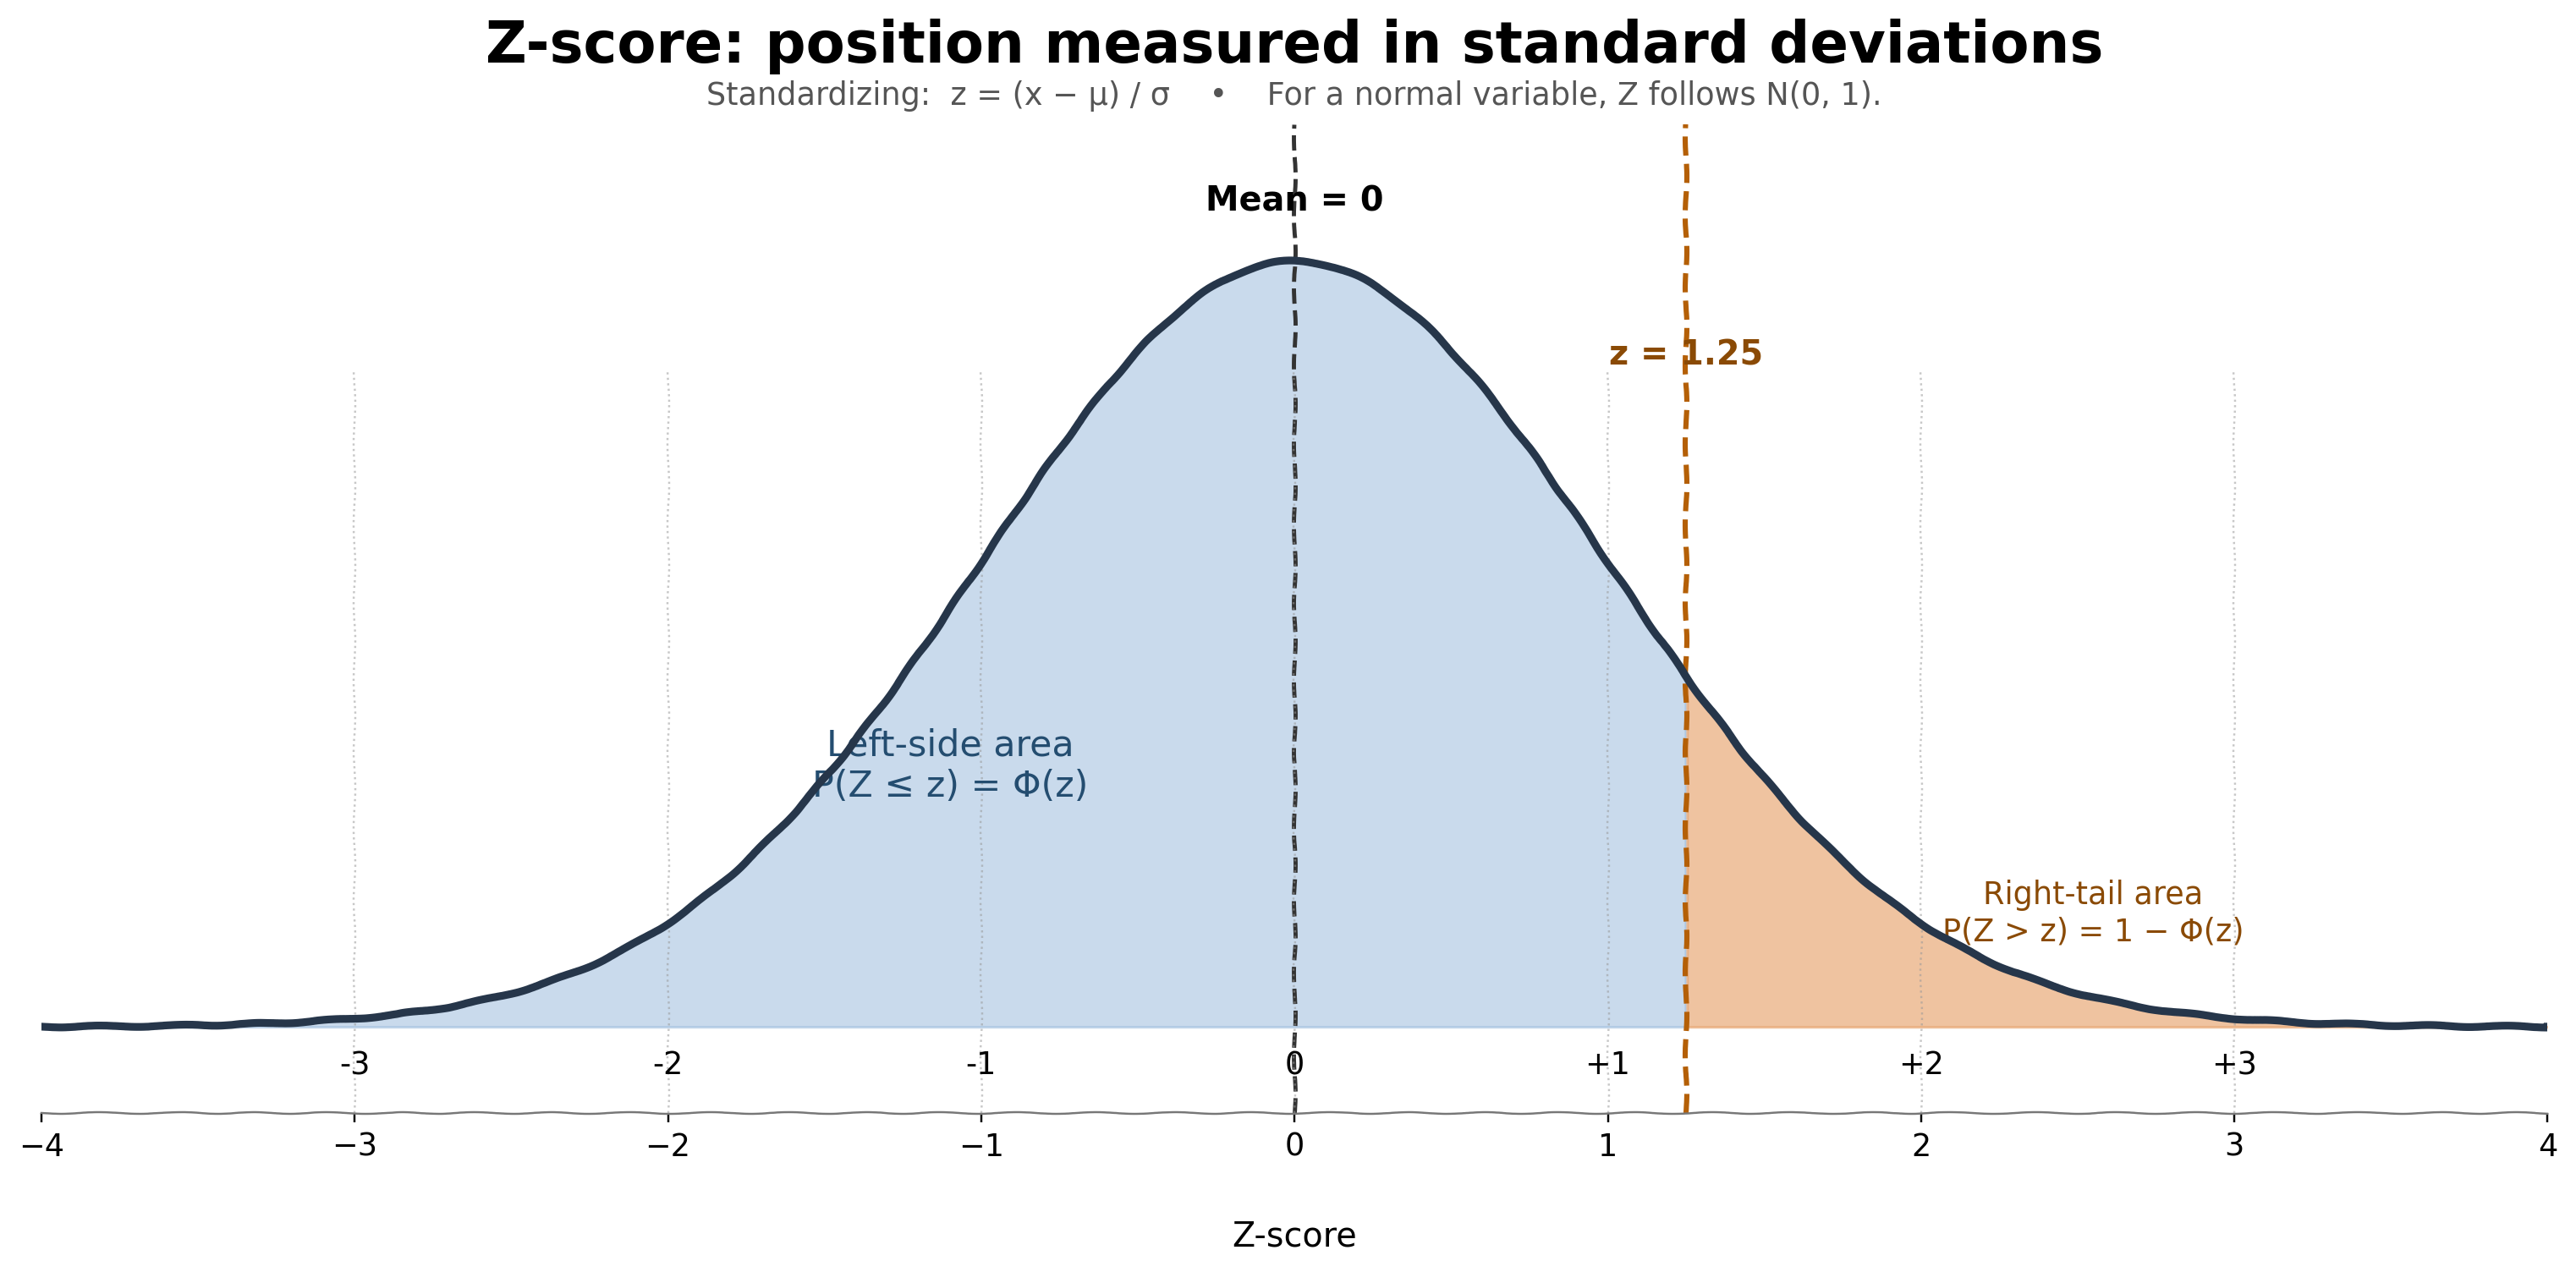 Z-score: position measured in standard deviations
Standardizing:  z = (x − μ) / σ    •    For a normal variable, Z follows N(0, 1).
Mean = 0
z = 1.25
Left-side area
P(Z ≤ z) = Φ(z)
Right-tail area
P(Z > z) = 1 − Φ(z)
-3 -2 -1 0 +1 +2 +3
−4 −3 −2 −1 0 1 2 3 4
Z-score